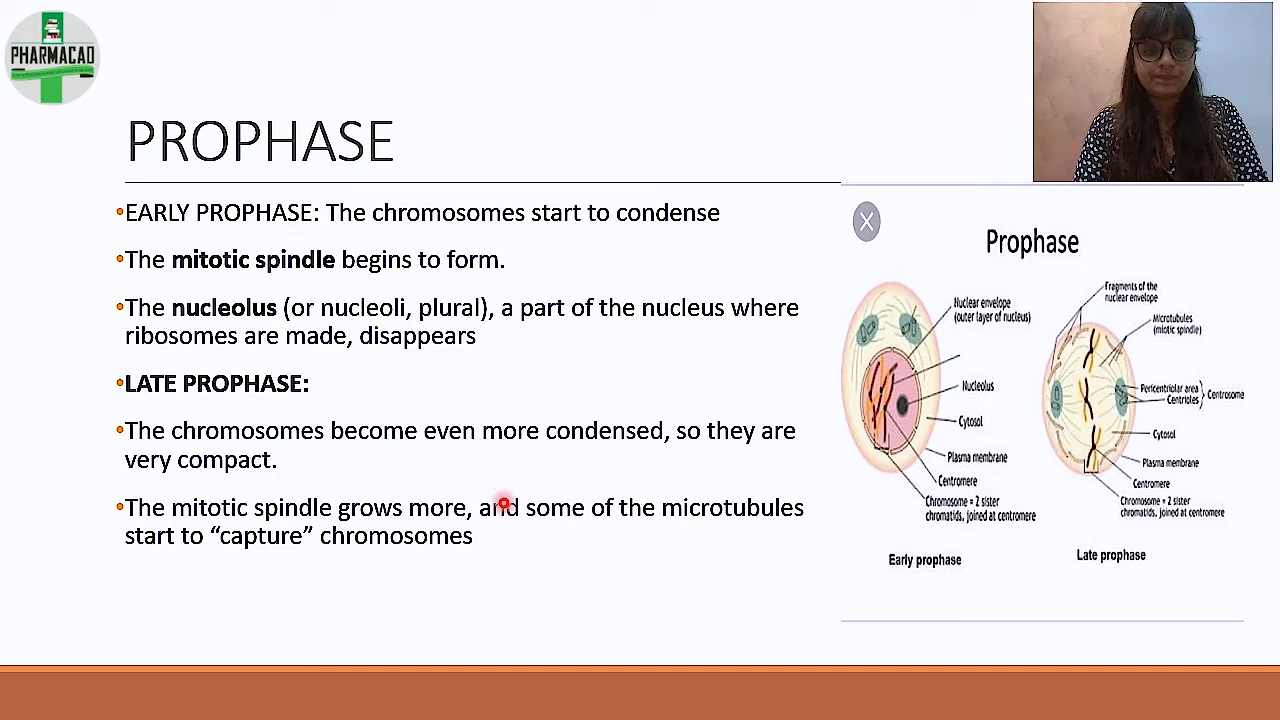 PHARMACAD
PROPHASE
•EARLY PROPHASE: The chromosomes start to condense
•The mitotic spindle begins to form.
•The nucleolus (or nucleoli, plural), a part of the nucleus where
ribosomes are made, disappears
•LATE PROPHASE:
•The chromosomes become even more condensed, so they are
very compact.
•The mitotic spindle grows more, and some of the microtubules
start to “capture” chromosomes
X
Prophase
Nuclear envelope
(outer layer of nucleus)
Nucleolus
Cytosol
Plasma membrane
Centromere
Chromosome = 2 sister
chromatids, joined at centromere
Early prophase
Fragments of the
nuclear envelope
Microtubules
(miotic spindle)
Pericentriolar area
Centrioles
Centrosome
Cytosol
Plasma membrane
Centromere
Chromosome = 2 sister
chromatids, joined at centromere
Late prophase